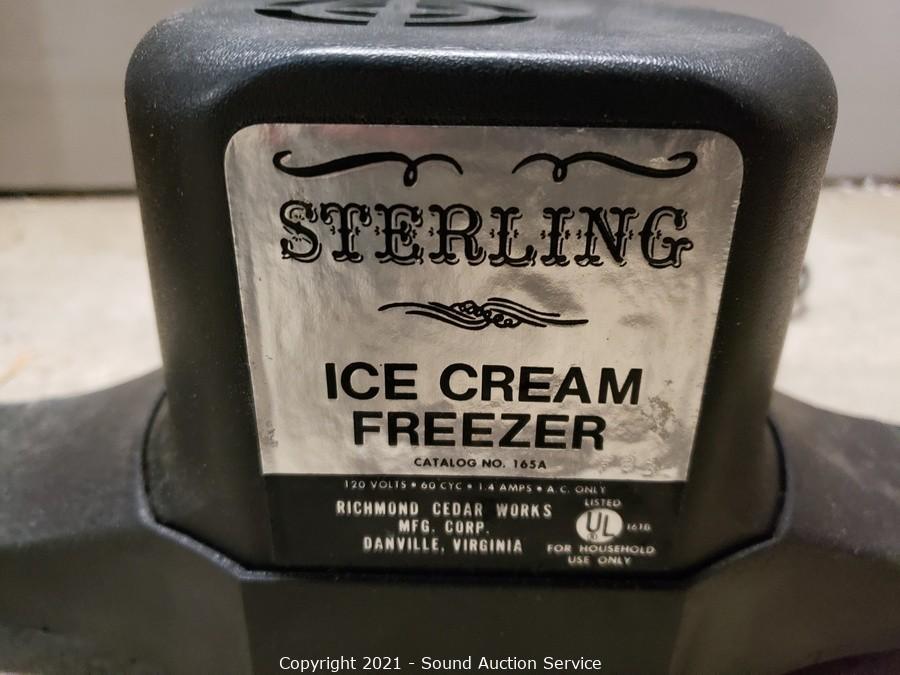 STERLING
ICE CREAM
FREEZER
CATALOG NO. 165A
120 VOLTS • 60 CYC • 1.4 AMPS • A.C. ONLY
RICHMOND CEDAR WORKS
MFG. CORP.
DANVILLE, VIRGINIA
LISTED
UL 161B
FOR HOUSEHOLD
USE ONLY
Copyright 2021 - Sound Auction Service